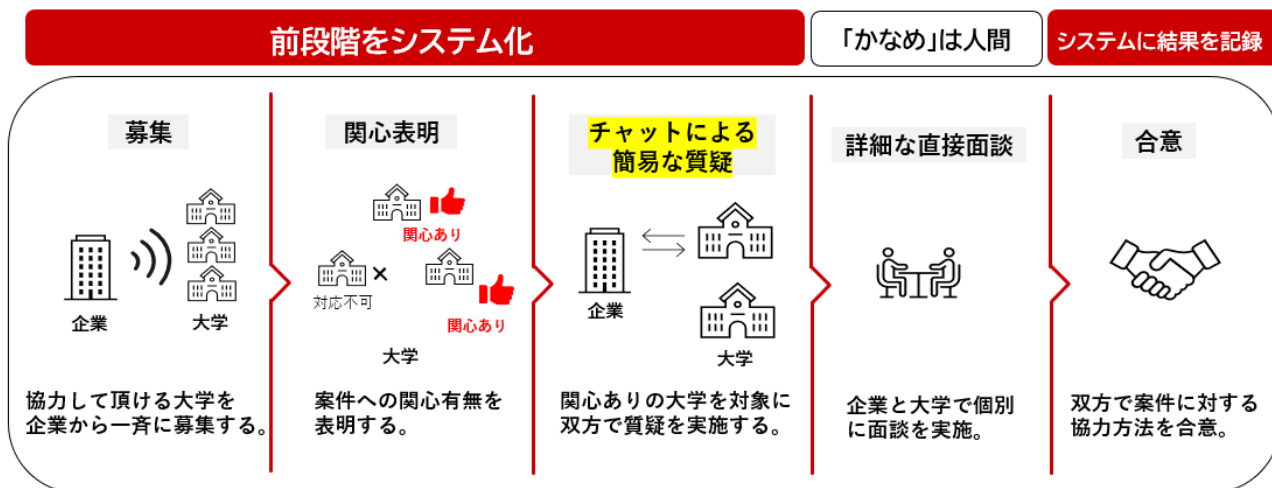 前段階をシステム化
「かなめ」は人間
システムに結果を記録
募集
企業
大学
協力して頂ける大学を
企業から一斉に募集する。
関心表明
関心あり
対応不可
関心あり
大学
案件への関心有無を
表明する。
チャットによる
簡易な質疑
企業
大学
関心ありの大学を対象に
双方で質疑を実施する。
詳細な直接面談
企業と大学で個別
に面談を実施。
合意
双方で案件に対する
協力方法を合意。